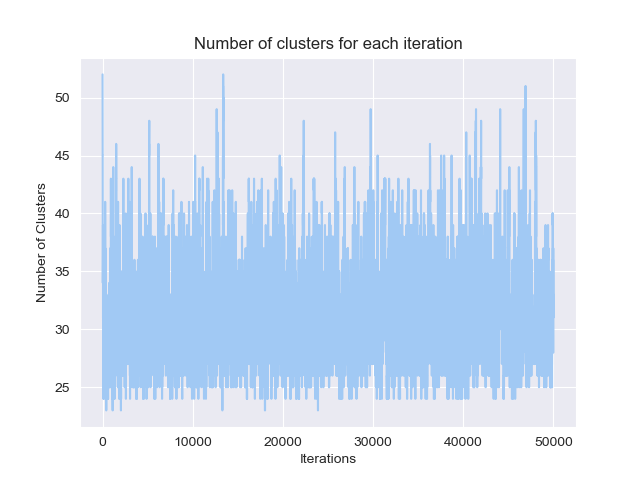 Number of clusters for each iteration
Number of Clusters
50
45
40
35
30
25
0 10000 20000 30000 40000 50000
Iterations